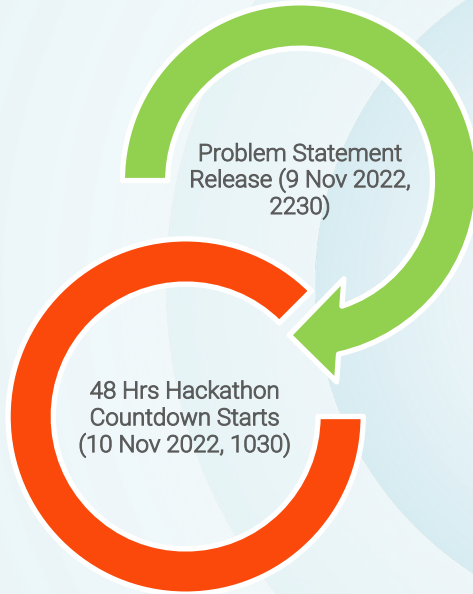 Problem Statement
Release (9 Nov 2022,
2230)
48 Hrs Hackathon
Countdown Starts
(10 Nov 2022, 1030)